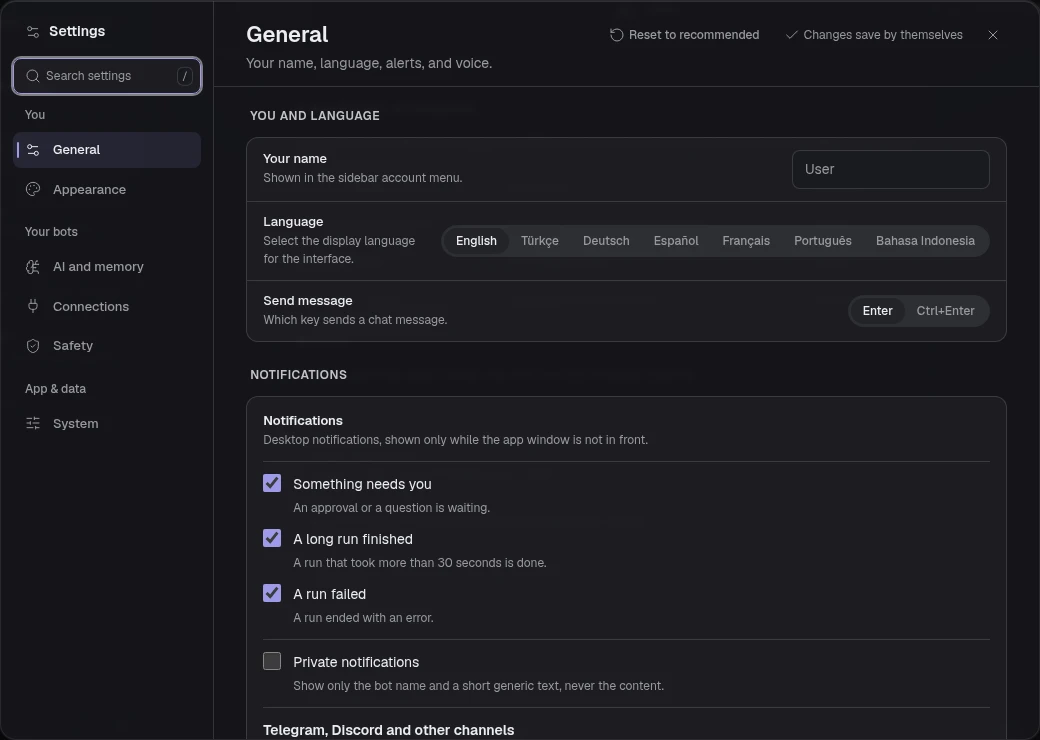 Settings
Search settings /
You
General
Appearance
Your bots
AI and memory
Connections
Safety
App & data
System
General
Your name, language, alerts, and voice.
Reset to recommended
Changes save by themselves
YOU AND LANGUAGE
Your name
Shown in the sidebar account menu.
User
Language
Select the display language
for the interface.
English Türkçe Deutsch Español Français Português Bahasa Indonesia
Send message
Which key sends a chat message.
Enter Ctrl+Enter
NOTIFICATIONS
Notifications
Desktop notifications, shown only while the app window is not in front.
Something needs you
An approval or a question is waiting.
A long run finished
A run that took more than 30 seconds is done.
A run failed
A run ended with an error.
Private notifications
Show only the bot name and a short generic text, never the content.
Telegram, Discord and other channels